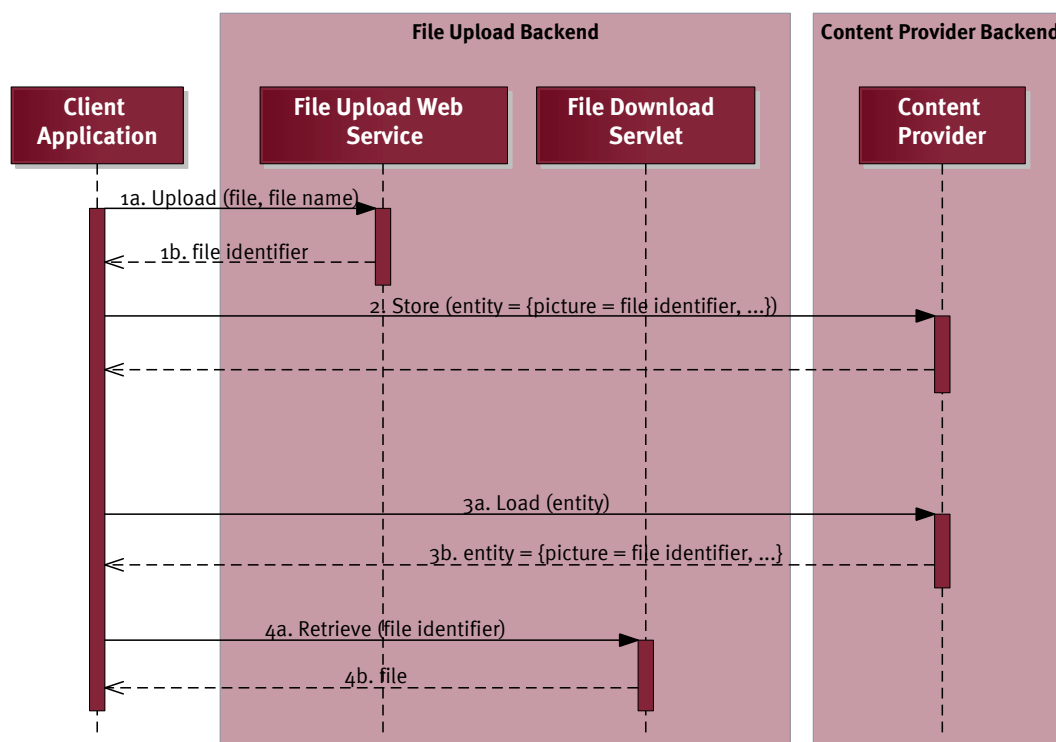 File Upload Backend
Content Provider Backend
Client
Application
File Upload Web
Service
File Download
Servlet
Content
Provider
1a. Upload (file, file name)
1b. file identifier
2. Store (entity = {picture = file identifier, ...})
3a. Load (entity)
3b. entity = {picture = file identifier, ...}
4a. Retrieve (file identifier)
4b. file